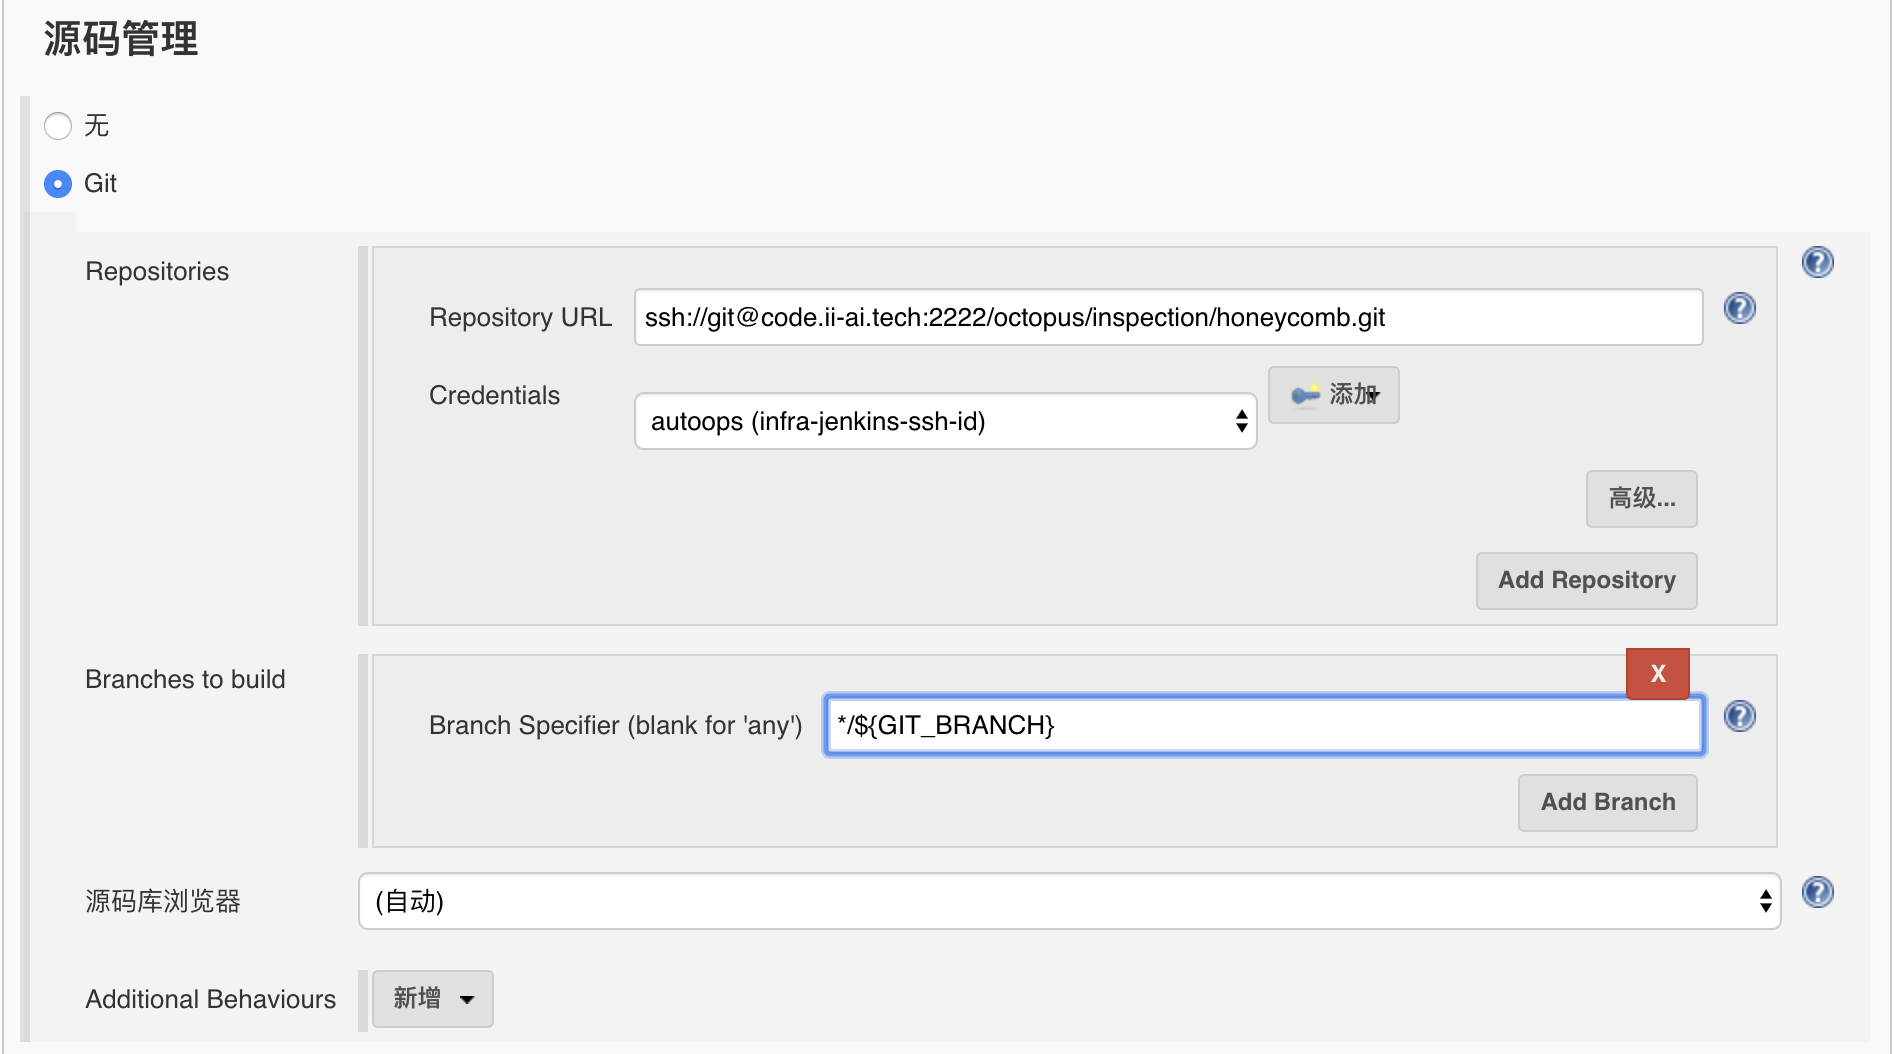 源码管理
无
Git
Repositories
Repository URL ssh://git@code.ii-ai.tech:2222/octopus/inspection/honeycomb.git
Credentials autoops (infra-jenkins-ssh-id) 添加
高级...
Add Repository
Branches to build
X
Branch Specifier (blank for 'any') */${GIT_BRANCH}
Add Branch
源码库浏览器 (自动)
Additional Behaviours 新增